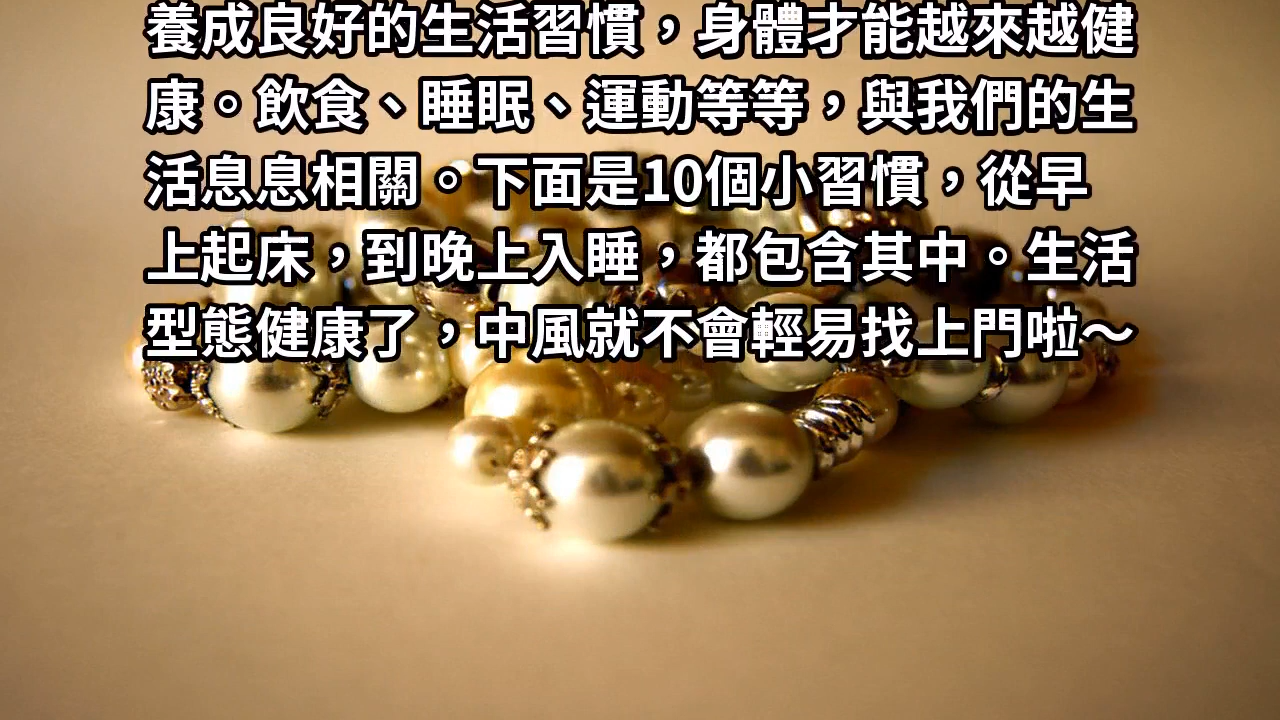 養成良好的生活習慣，身體才能越來越健
康。飲食、睡眠、運動等等，與我們的生
活息息相關。下面是10個小習慣，從早
上起床，到晚上入睡，都包含其中。生活
型態健康了，中風就不會輕易找上門啦～